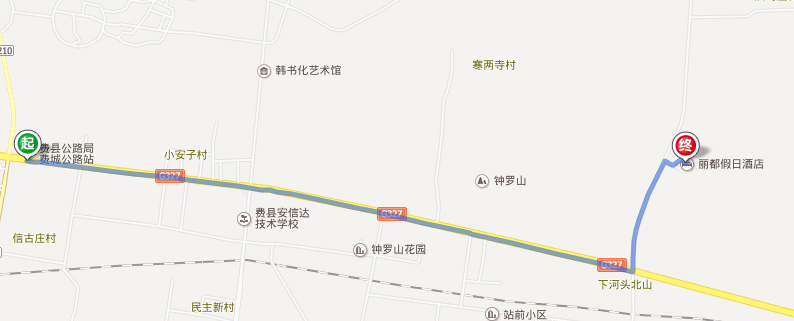 210
韩书化艺术馆
寒两寺村
起
费县公路局
费城公路站
小安子村
终
丽都假日酒店
G327
钟罗山
费县安信达
技术学校
G327
信古庄村
钟罗山花园
G327
下河头北山
民主新村
站前小区